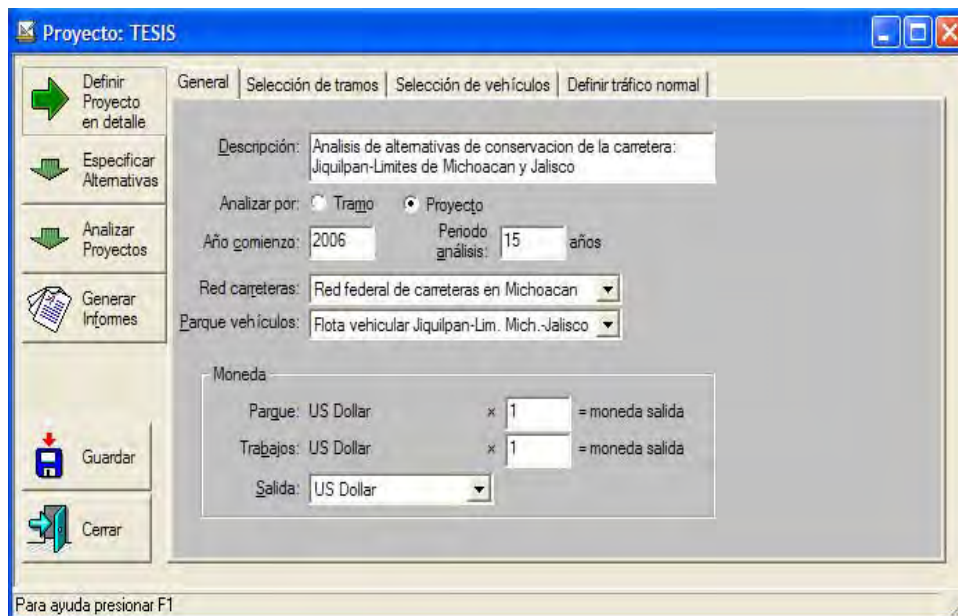 Proyecto: TESIS
Definir
Proyecto
en detalle
Especificar
Alternativas
Analizar
Proyectos
Generar
Informes
Guardar
Cerrar
General Selección de tramos Selección de vehículos Definir tráfico normal
Descripción: Analisis de alternativas de conservacion de la carretera:
Jiquilpan-Limites de Michoacan y Jalisco
Analizar por: Tramo Proyecto
Año comienzo: 2006 Periodo análisis: 15 años
Red carreteras: Red federal de carreteras en Michoacan
Parque vehículos: Flota vehicular Jiquilpan-Lim. Mich.-Jalisco
Moneda
Parque: US Dollar × 1 = moneda salida
Trabajos: US Dollar × 1 = moneda salida
Salida: US Dollar
Para ayuda presionar F1